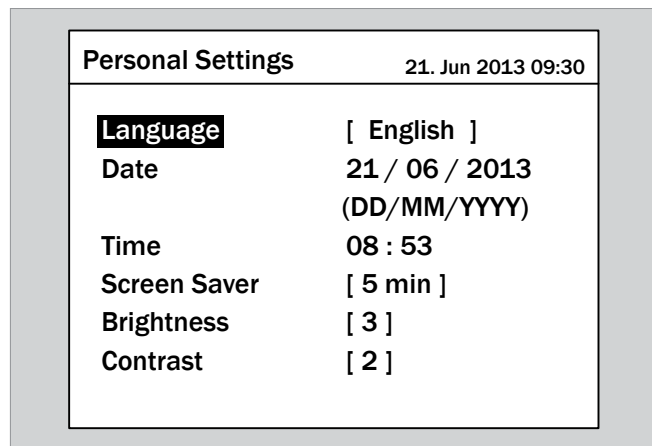 Personal Settings 21. Jun 2013 09:30
Language [ English ]
Date 21 / 06 / 2013
(DD/MM/YYYY)
Time 08 : 53
Screen Saver [ 5 min ]
Brightness [ 3 ]
Contrast [ 2 ]